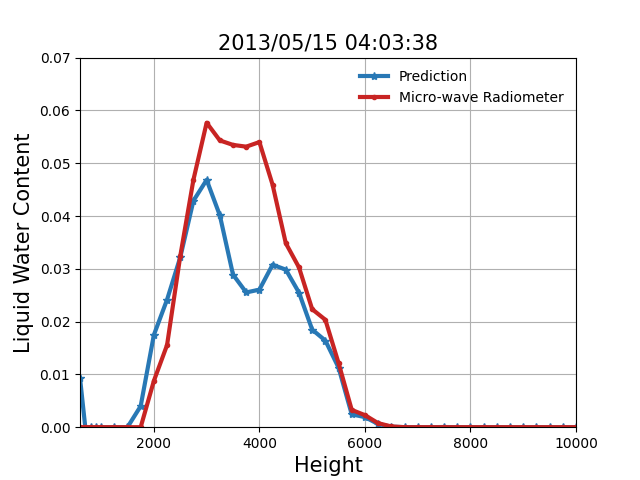 2013/05/15 04:03:38
0.07
0.06
0.05
0.04
0.03
0.02
0.01
0.00
Liquid Water Content
Prediction
Micro-wave Radiometer
2000 4000 6000 8000 10000
Height